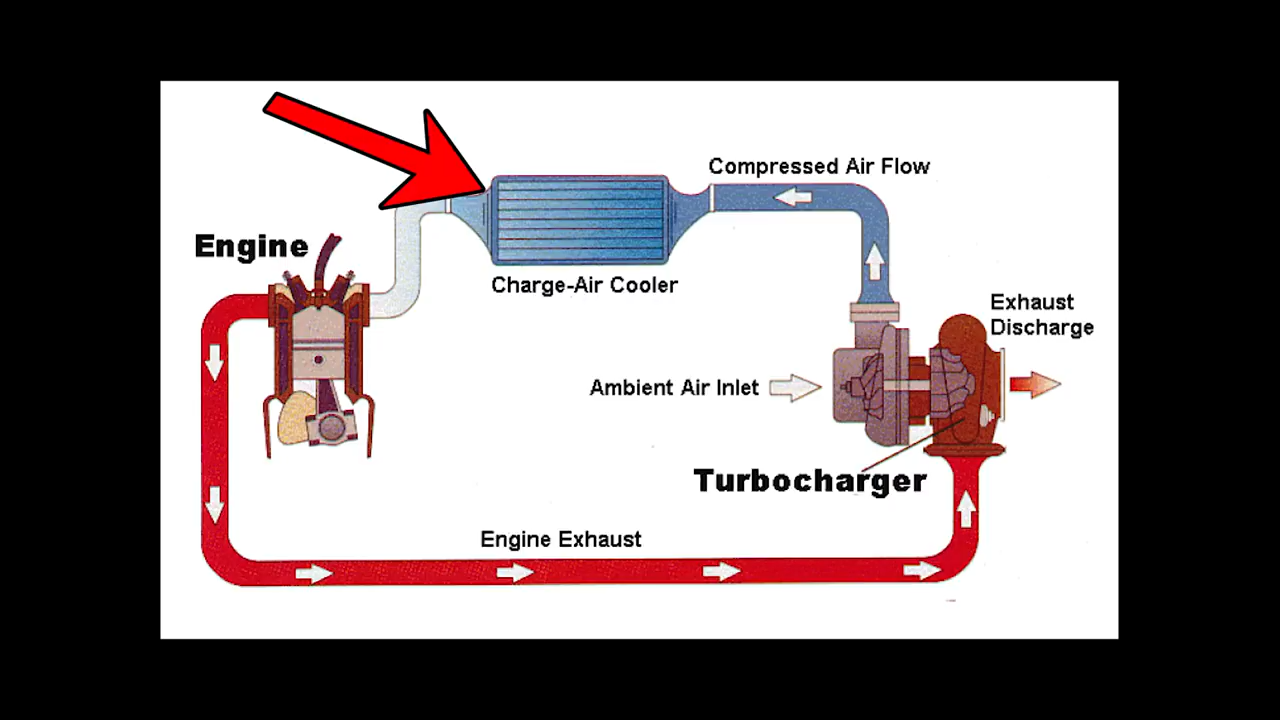 Compressed Air Flow
Engine
Charge-Air Cooler
Exhaust
Discharge
Ambient Air Inlet
Turbocharger
Engine Exhaust